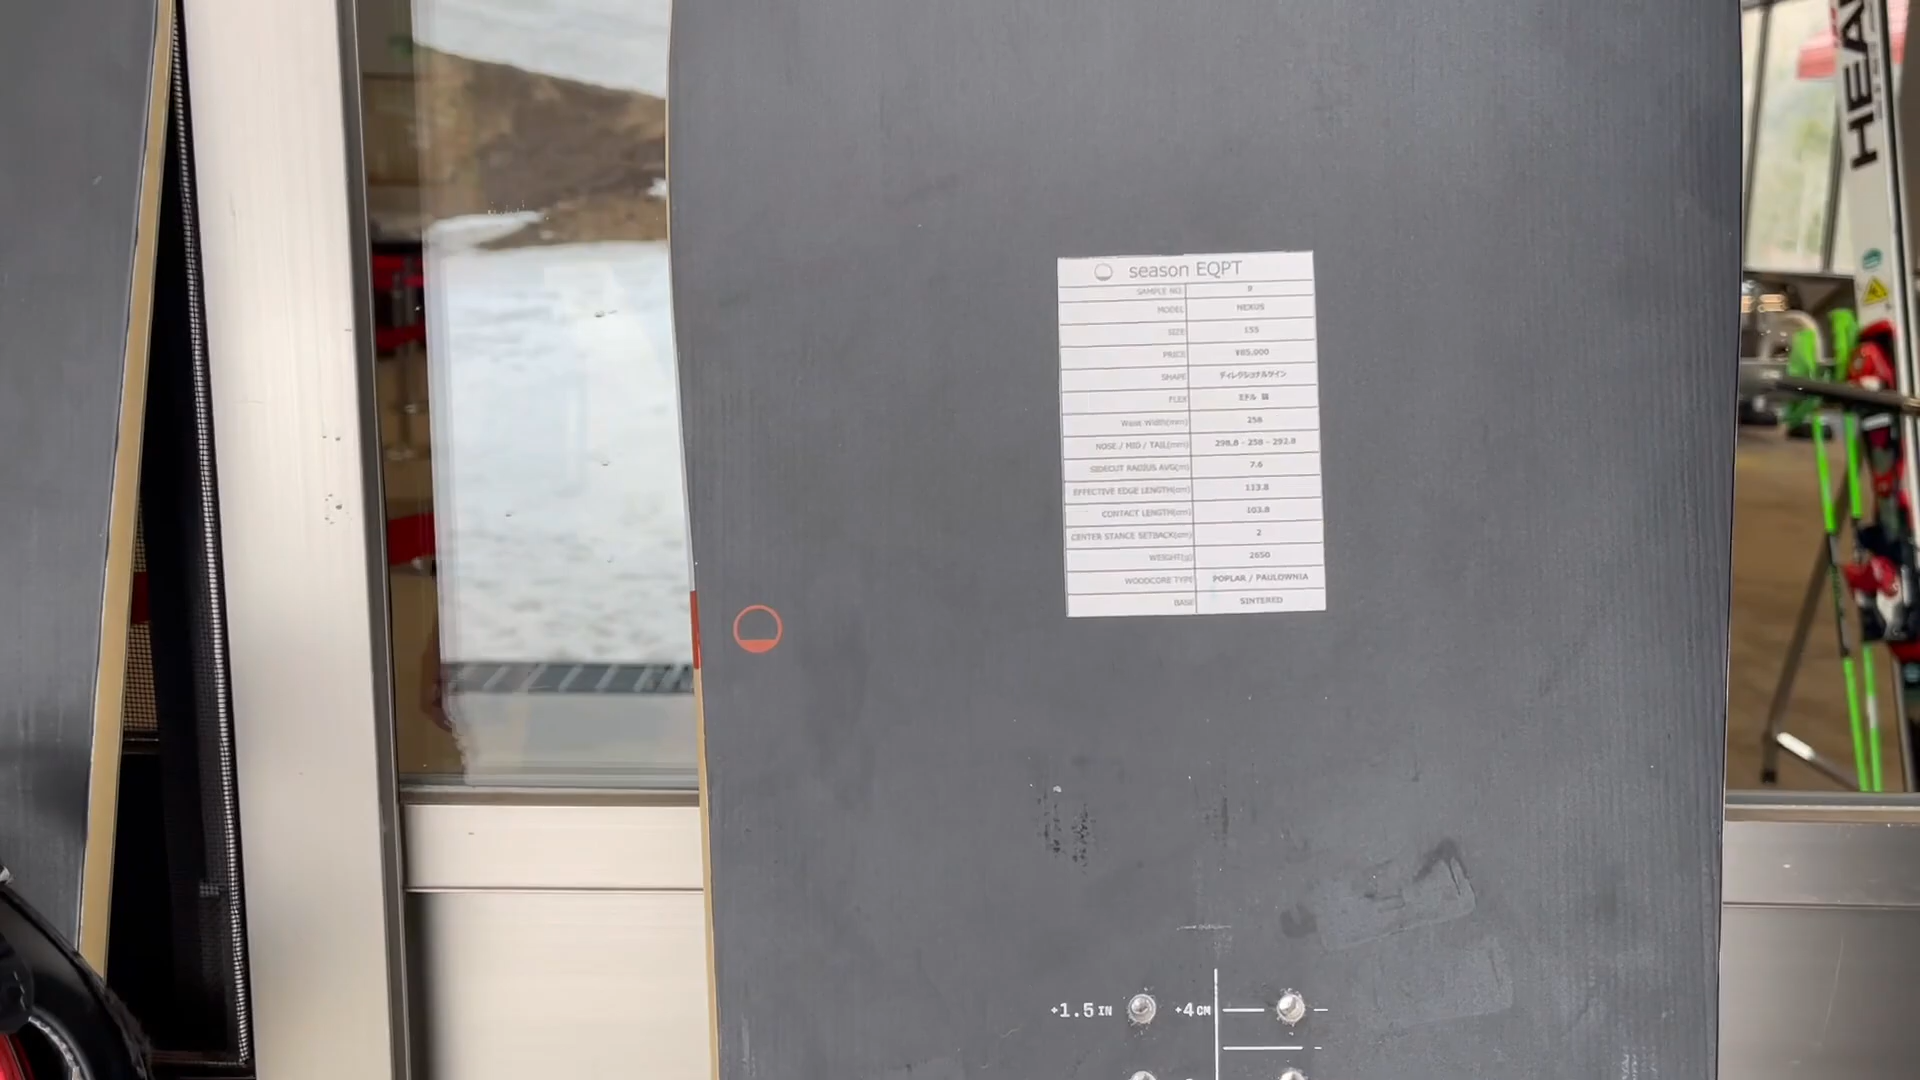 season EQPT
SAMPLE NO.
MODEL NEXUS
SIZE 155
PRICE ¥85,000
SHAPE ディレクショナルツイン
FLEX ミドル
Waist Width(mm) 258
NOSE / MID / TAIL(mm) 298.8 - 258 - 292.8
SIDECUT RADIUS AVG(m) 7.6
EFFECTIVE EDGE LENGTH(cm) 113.8
CONTACT LENGTH(cm) 103.8
CENTER STANCE SETBACK(cm) 2
WEIGHT(g) 2650
WOODCORE TYPE POPLAR / PAULOWNIA
BASE SINTERED
+1.5 IN +4 CM
HEAD